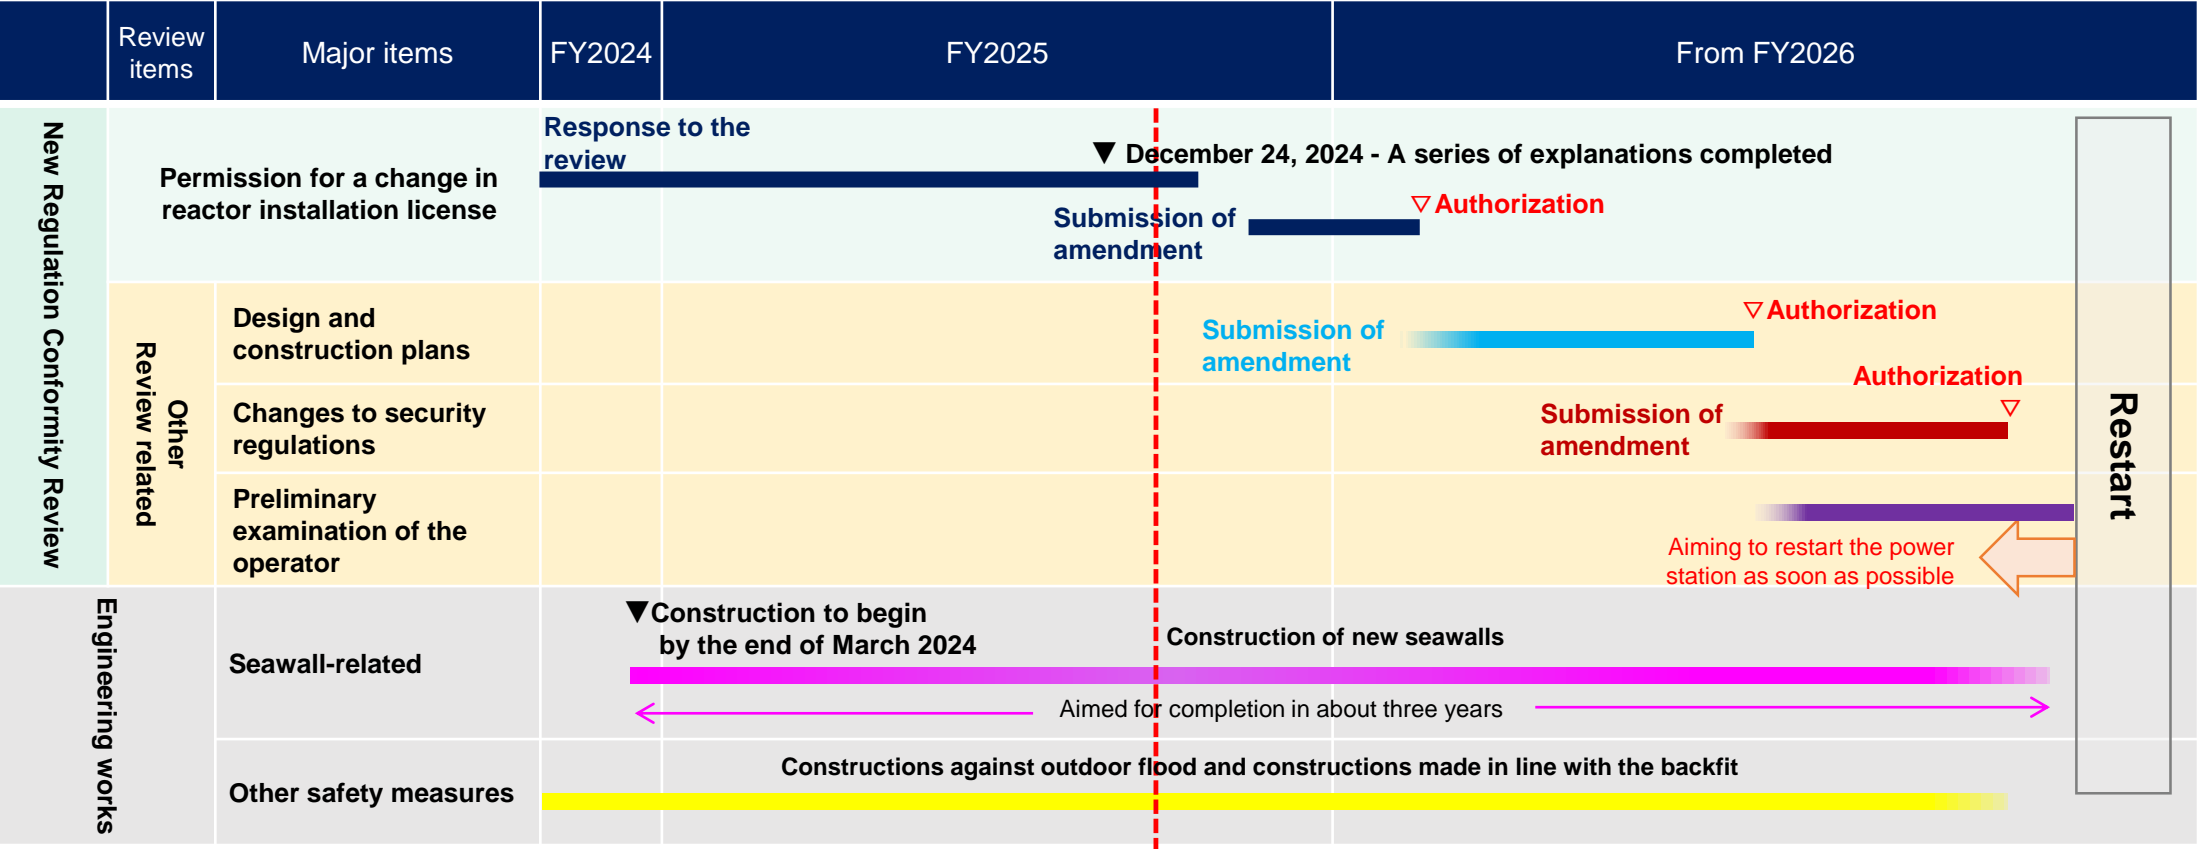 Review
items
Major items
FY2024
FY2025
From FY2026
New Regulation Conformity Review
Permission for a change in
reactor installation license
Response to the
review
▼ December 24, 2024 - A series of explanations completed
Submission of
amendment
▽Authorization
Other
Review related
Design and
construction plans
Submission of
amendment
▽Authorization
Changes to security
regulations
Submission of
amendment
Authorization
▽
Preliminary
examination of the
operator
Aiming to restart the power
station as soon as possible
Restart
Engineering works
Seawall-related
▼Construction to begin
by the end of March 2024
Construction of new seawalls
Aimed for completion in about three years
Other safety measures
Constructions against outdoor flood and constructions made in line with the backfit